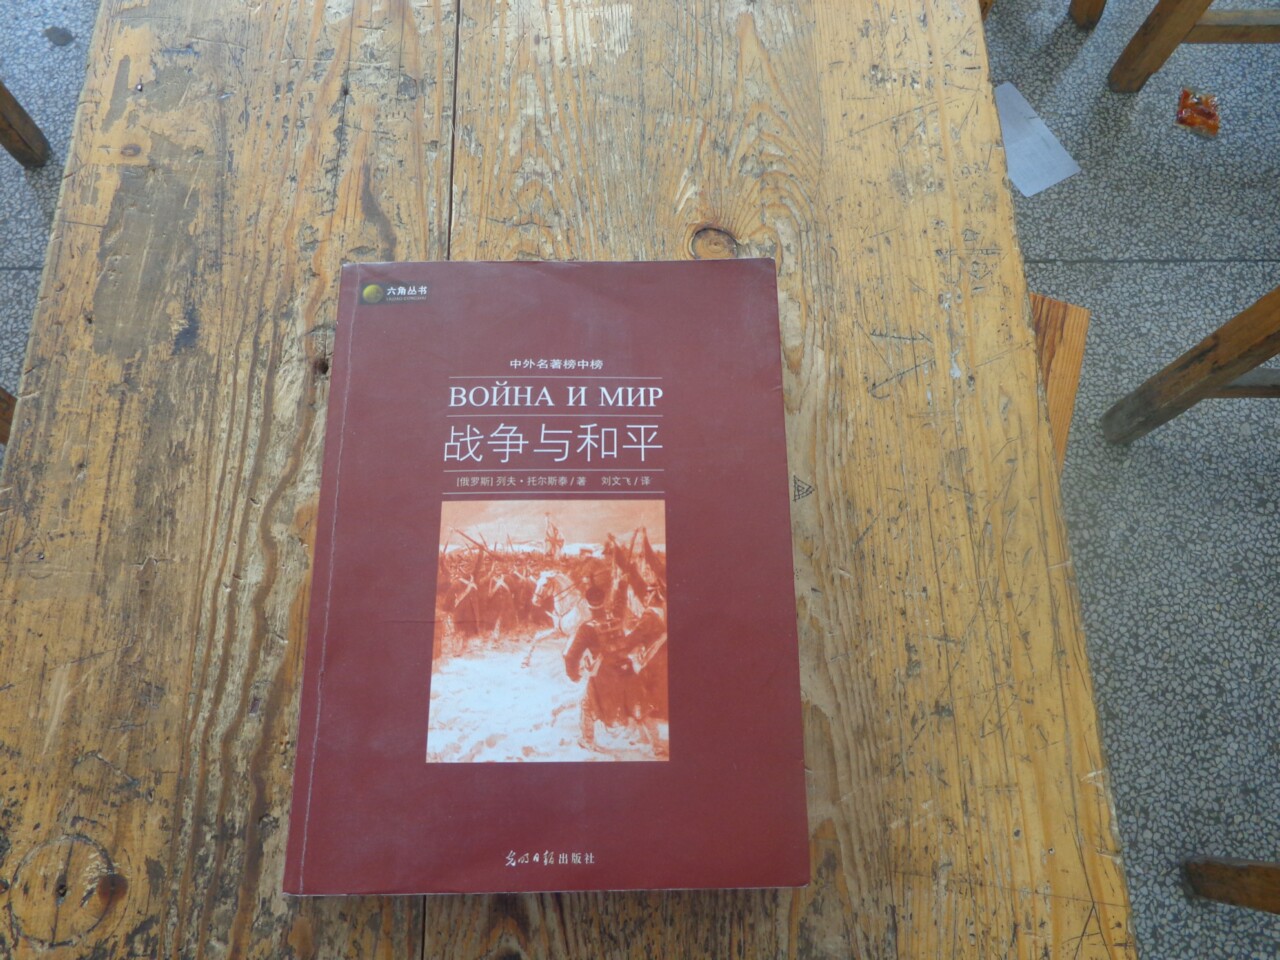 六角丛书
中外名著榜中榜
ВОЙНА И МИР
战争与和平
[俄罗斯] 列夫·托尔斯泰/著 刘文飞/译
光明日报出版社